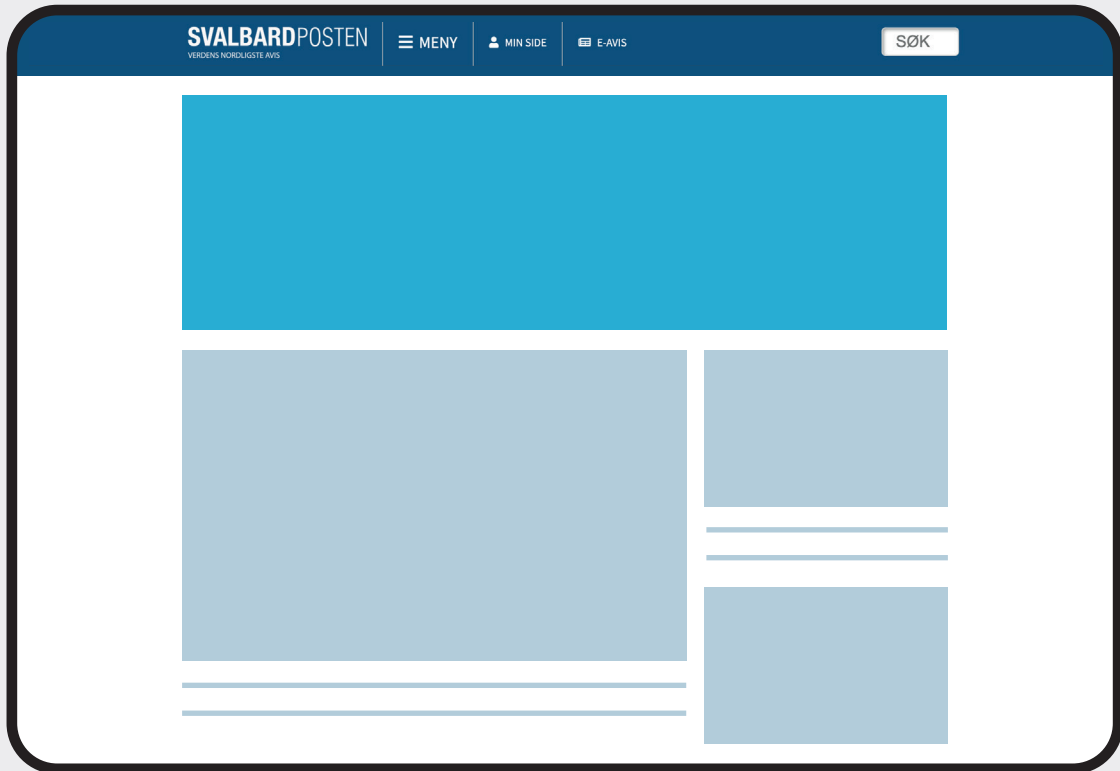 SVALBARDPOSTEN
VERDENS NORDLIGSTE AVIS
MENY
MIN SIDE
E-AVIS
SØK